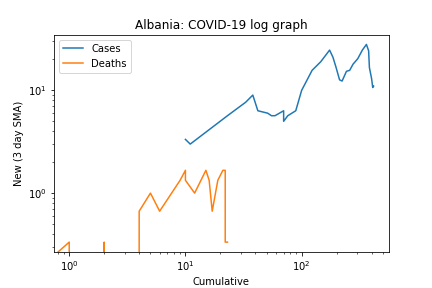 Albania: COVID-19 log graph
Cases
Deaths
New (3 day SMA)
10¹
10⁰
10⁰ 10¹ 10²
Cumulative